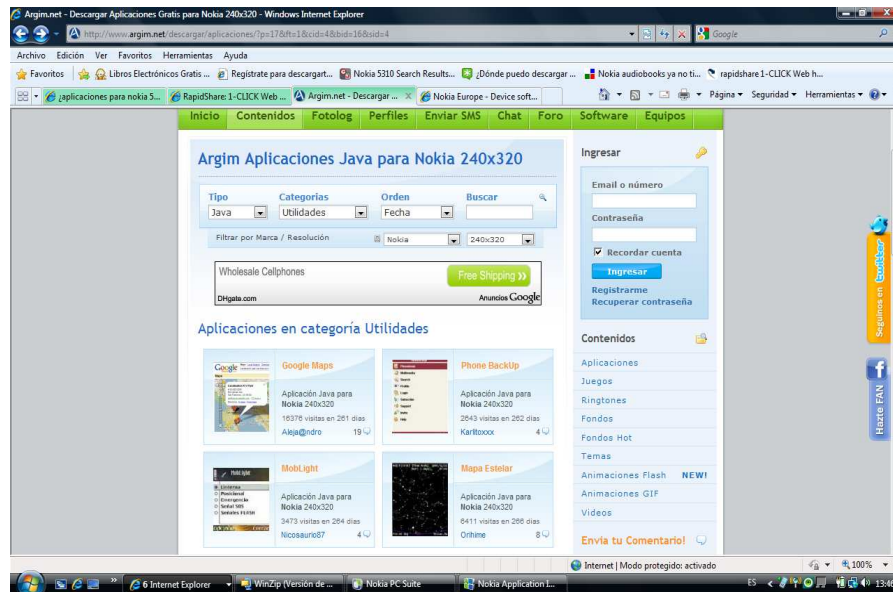 Argim.net - Descargar Aplicaciones Gratis para Nokia 240x320 - Windows Internet Explorer
http://www.argim.net/descargar/aplicaciones/?p=17&ft=1&cid=4&bid=16&sid=4
Google
Archivo Edición Ver Favoritos Herramientas Ayuda
Favoritos Libros Electrónicos Gratis ... Registrate para descargart... Nokia 5310 Search Results... ¿Dónde puedo descargar ... Nokia audiobooks ya no ti... rapidshare 1-CLICK Web h...
¿aplicaciones para nokia 5... RapidShare: 1-CLICK Web ... Argim.net - Descargar ... Nokia Europe - Device soft...
Página Seguridad Herramientas
Inicio Contenidos Fotolog Perfiles Enviar SMS Chat Foro Software Equipos
Argim Aplicaciones Java para Nokia 240x320
Tipo Categorias Orden Buscar
Java Utilidades Fecha
Filtrar por Marca / Resolución Nokia 240x320
Wholesale Cellphones
Free Shipping
DHgate.com
Anuncios Google
Aplicaciones en categoría Utilidades
Google Maps
Aplicación Java para
Nokia 240x320
16376 visitas en 261 dias
Aleja@ndro 19
Phone BackUp
Aplicación Java para
Nokia 240x320
2643 visitas en 262 dias
Karlitoxxx 4
MobLight
Aplicación Java para
Nokia 240x320
3473 visitas en 264 dias
Nicosaurio87 4
Mapa Estelar
Aplicación Java para
Nokia 240x320
6411 visitas en 266 dias
Orihime 8
Ingresar
Email o número
Contraseña
Recordar cuenta
Ingresar
Registrarme
Recuperar contraseña
Contenidos
Aplicaciones
Juegos
Ringtones
Fondos
Fondos Hot
Temas
Animaciones Flash NEW!
Animaciones GIF
Videos
Envia tu Comentario!
Seguinos en twitter
Hazte FAN
Internet | Modo protegido: activado
100%
6 Internet Explorer WinZip (Versión de ... Nokia PC Suite Nokia Application I...
ES 13:46